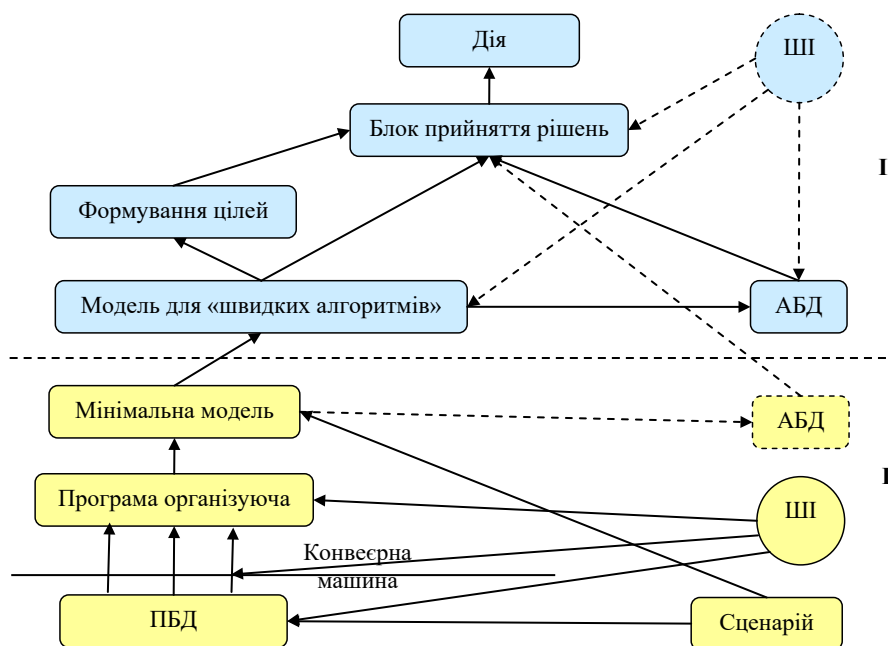 Дія
ШІ
Блок прийняття рішень
І
Формування цілей
Модель для «швидких алгоритмів»
АБД
Мінімальна модель
АБД
Програма організуюча
ШІ
Конвеєрна
машина
ПБД
Сценарій